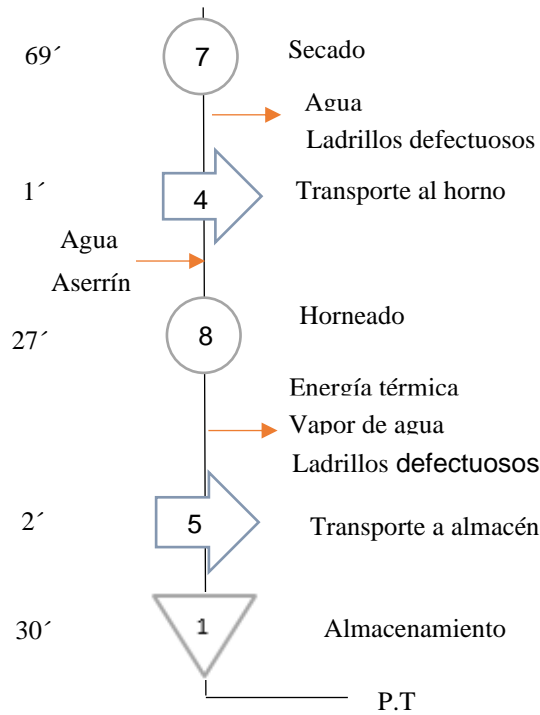 69´ 7 Secado
Agua
Ladrillos defectuosos
1´ 4 Transporte al horno
Agua
Aserrín
27´ 8 Horneado
Energía térmica
Vapor de agua
Ladrillos defectuosos
2´ 5 Transporte a almacén
30´ 1 Almacenamiento
P.T